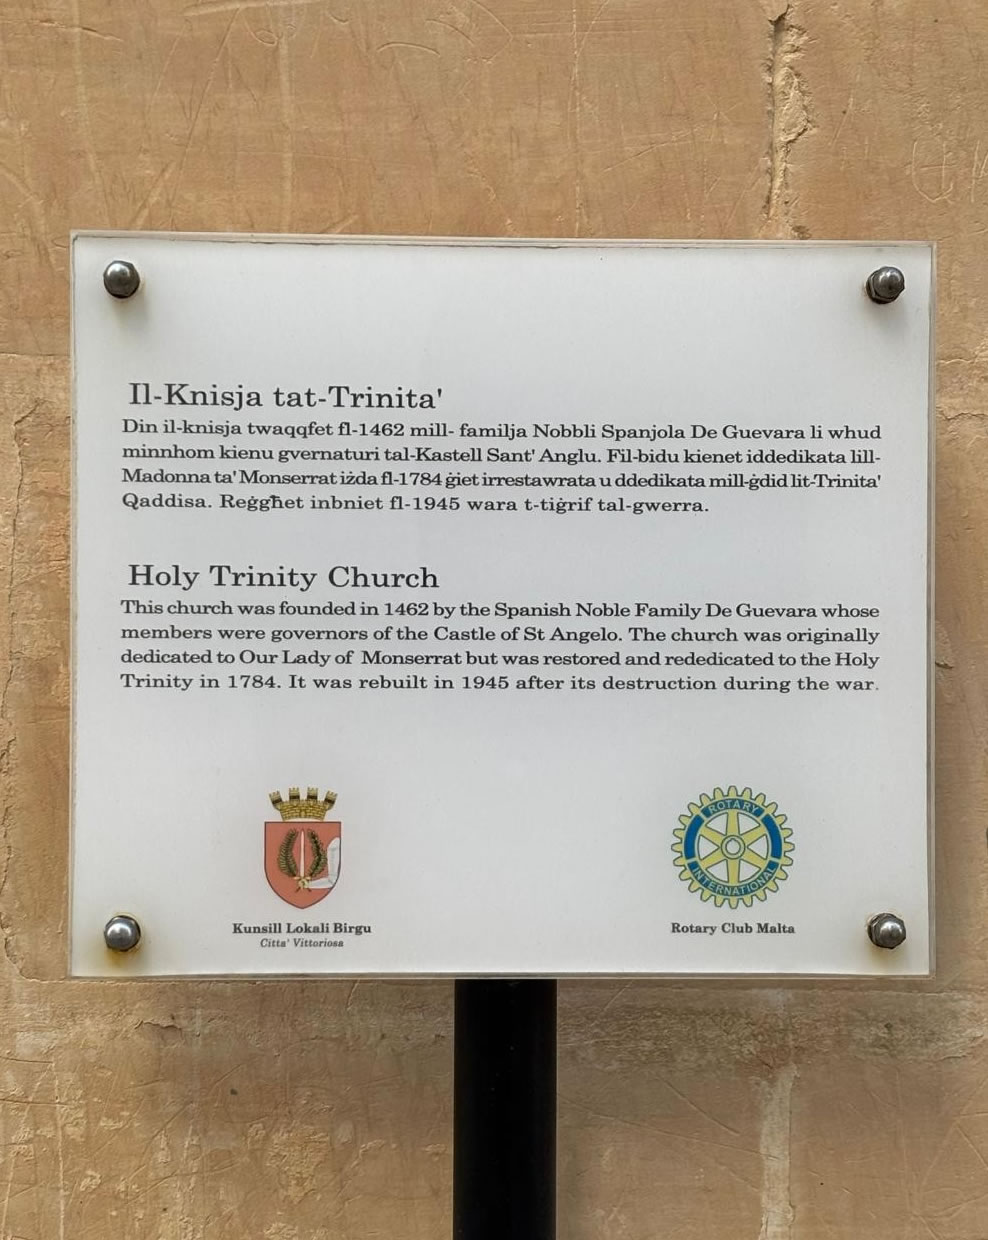 Il-Knisja tat-Trinita'
Din il-knisja twaqqfet fl-1462 mill- familja Nobbli Spanjola De Guevara li whud
minnhom kienu gvernaturi tal-Kastell Sant' Anglu. Fil-bidu kienet iddedikata lill-
Madonna ta' Monserrat iżda fl-1784 ġiet irrestawrata u ddedikata mill-ġdid lit-Trinita'
Qaddisa. Reġgħet inbniet fl-1945 wara t-tiġrif tal-gwerra.
Holy Trinity Church
This church was founded in 1462 by the Spanish Noble Family De Guevara whose
members were governors of the Castle of St Angelo. The church was originally
dedicated to Our Lady of Monserrat but was restored and rededicated to the Holy
Trinity in 1784. It was rebuilt in 1945 after its destruction during the war.
ROTARY
INTERNATIONAL
Kunsill Lokali Birgu
Citta' Vittoriosa
Rotary Club Malta